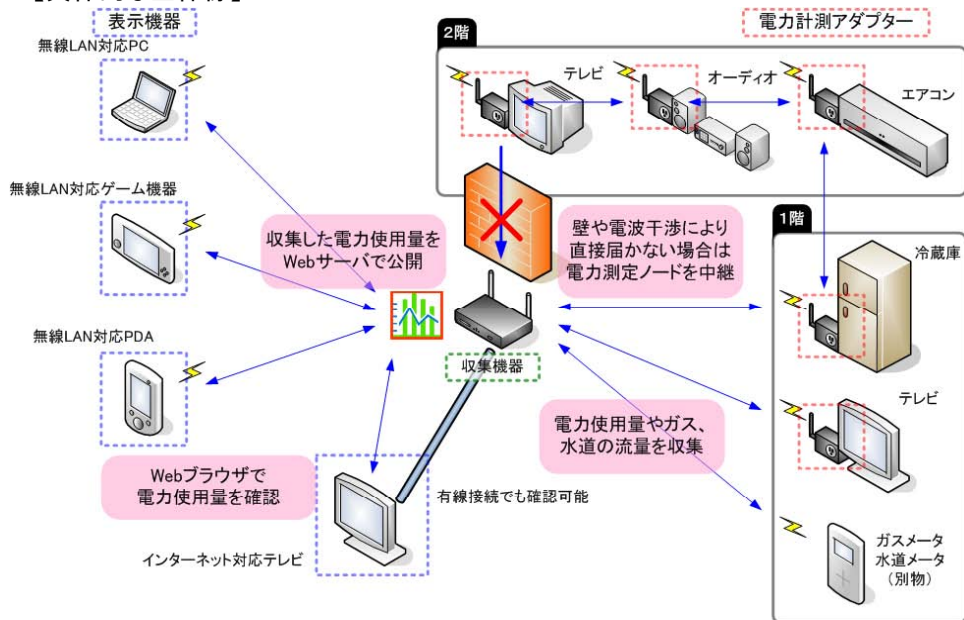 表示機器
無線LAN対応PC
無線LAN対応ゲーム機器
無線LAN対応PDA
収集した電力使用量を
Webサーバで公開
Webブラウザで
電力使用量を確認
インターネット対応テレビ
有線接続でも確認可能
収集機器
電力計測アダプター
2階
テレビ
オーディオ
エアコン
壁や電波干渉により
直接届かない場合は
電力測定ノードを中継
1階
冷蔵庫
テレビ
電力使用量やガス、
水道の流量を収集
ガスメータ
水道メータ
（別物）